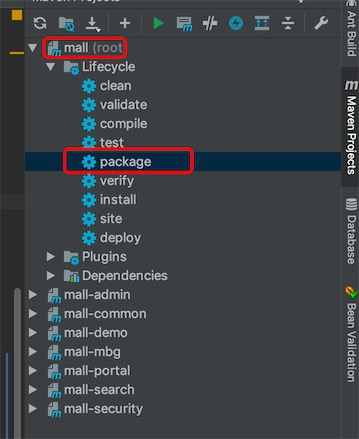 Maven Projects
mall (root)
Lifecycle
clean
validate
compile
test
package
verify
install
site
deploy
Plugins
Dependencies
mall-admin
mall-common
mall-demo
mall-mbg
mall-portal
mall-search
mall-security
Ant Build
Maven Projects
Database
Bean Validation